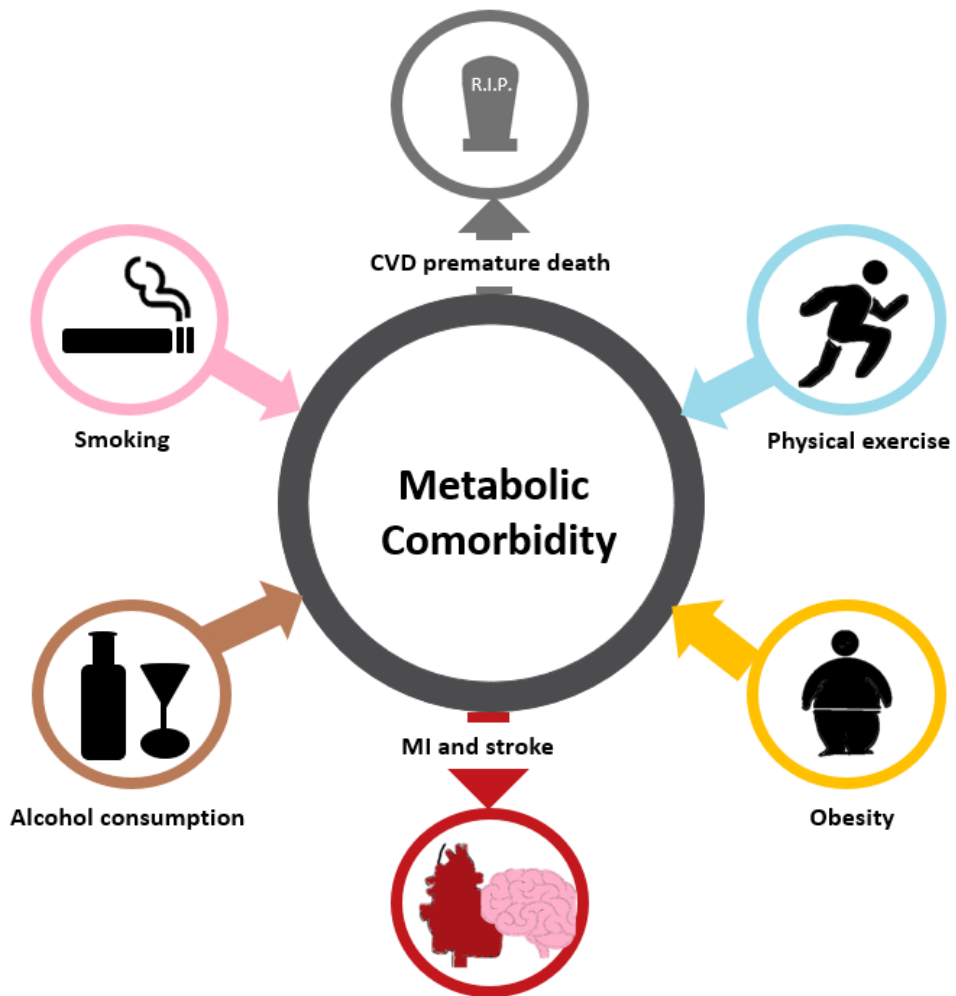 R.I.P.
CVD premature death
Smoking
Physical exercise
Metabolic
Comorbidity
MI and stroke
Alcohol consumption
Obesity